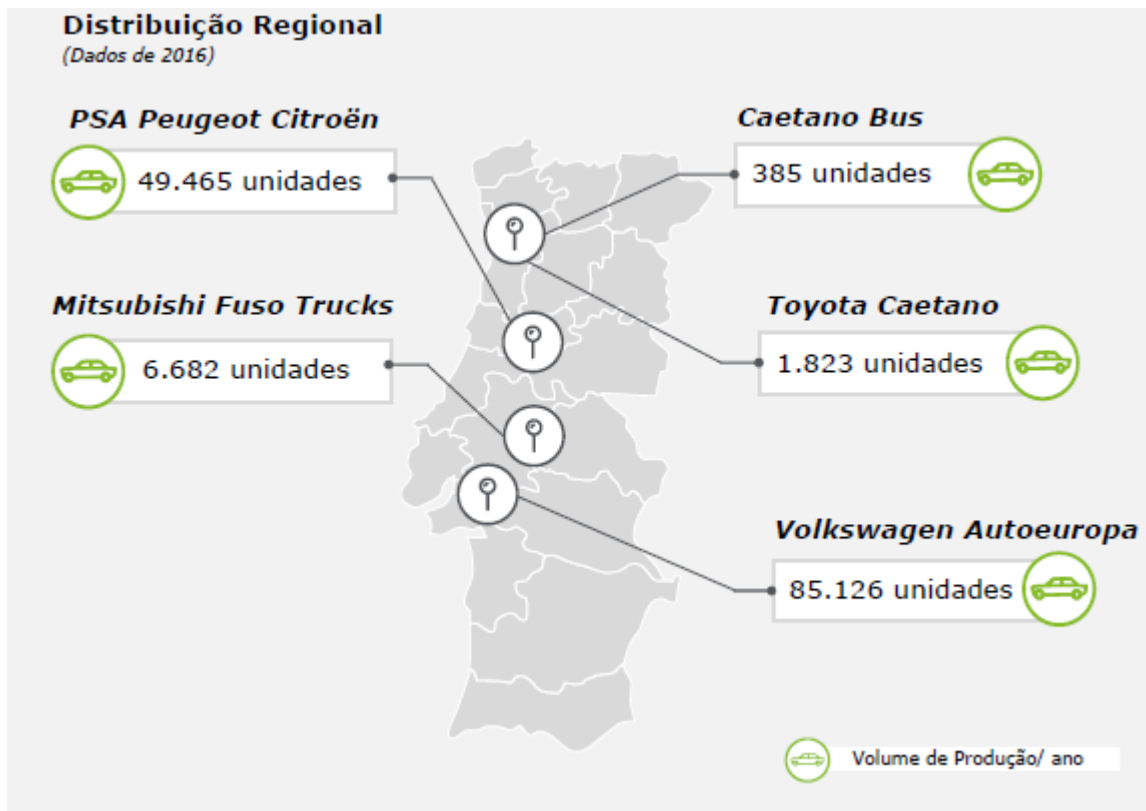 Distribuição Regional
(Dados de 2016)
PSA Peugeot Citroën
49.465 unidades
Caetano Bus
385 unidades
Mitsubishi Fuso Trucks
6.682 unidades
Toyota Caetano
1.823 unidades
Volkswagen Autoeuropa
85.126 unidades
Volume de Produção/ ano